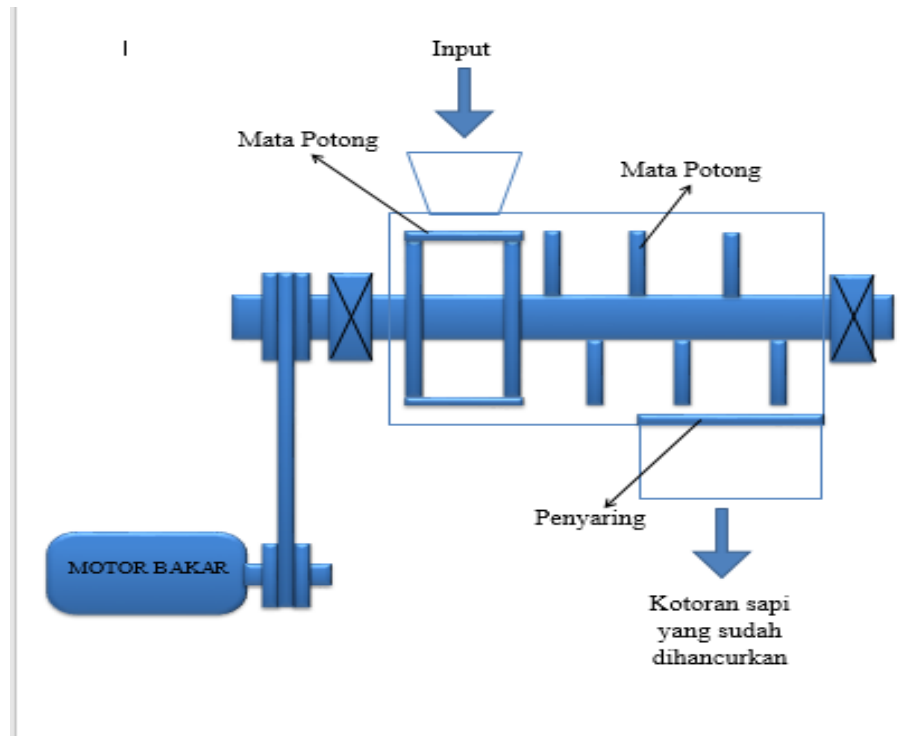 Input
Mata Potong
Mata Potong
Penyaring
MOTOR BAKAR
Kotoran sapi
yang sudah
dihancurkan